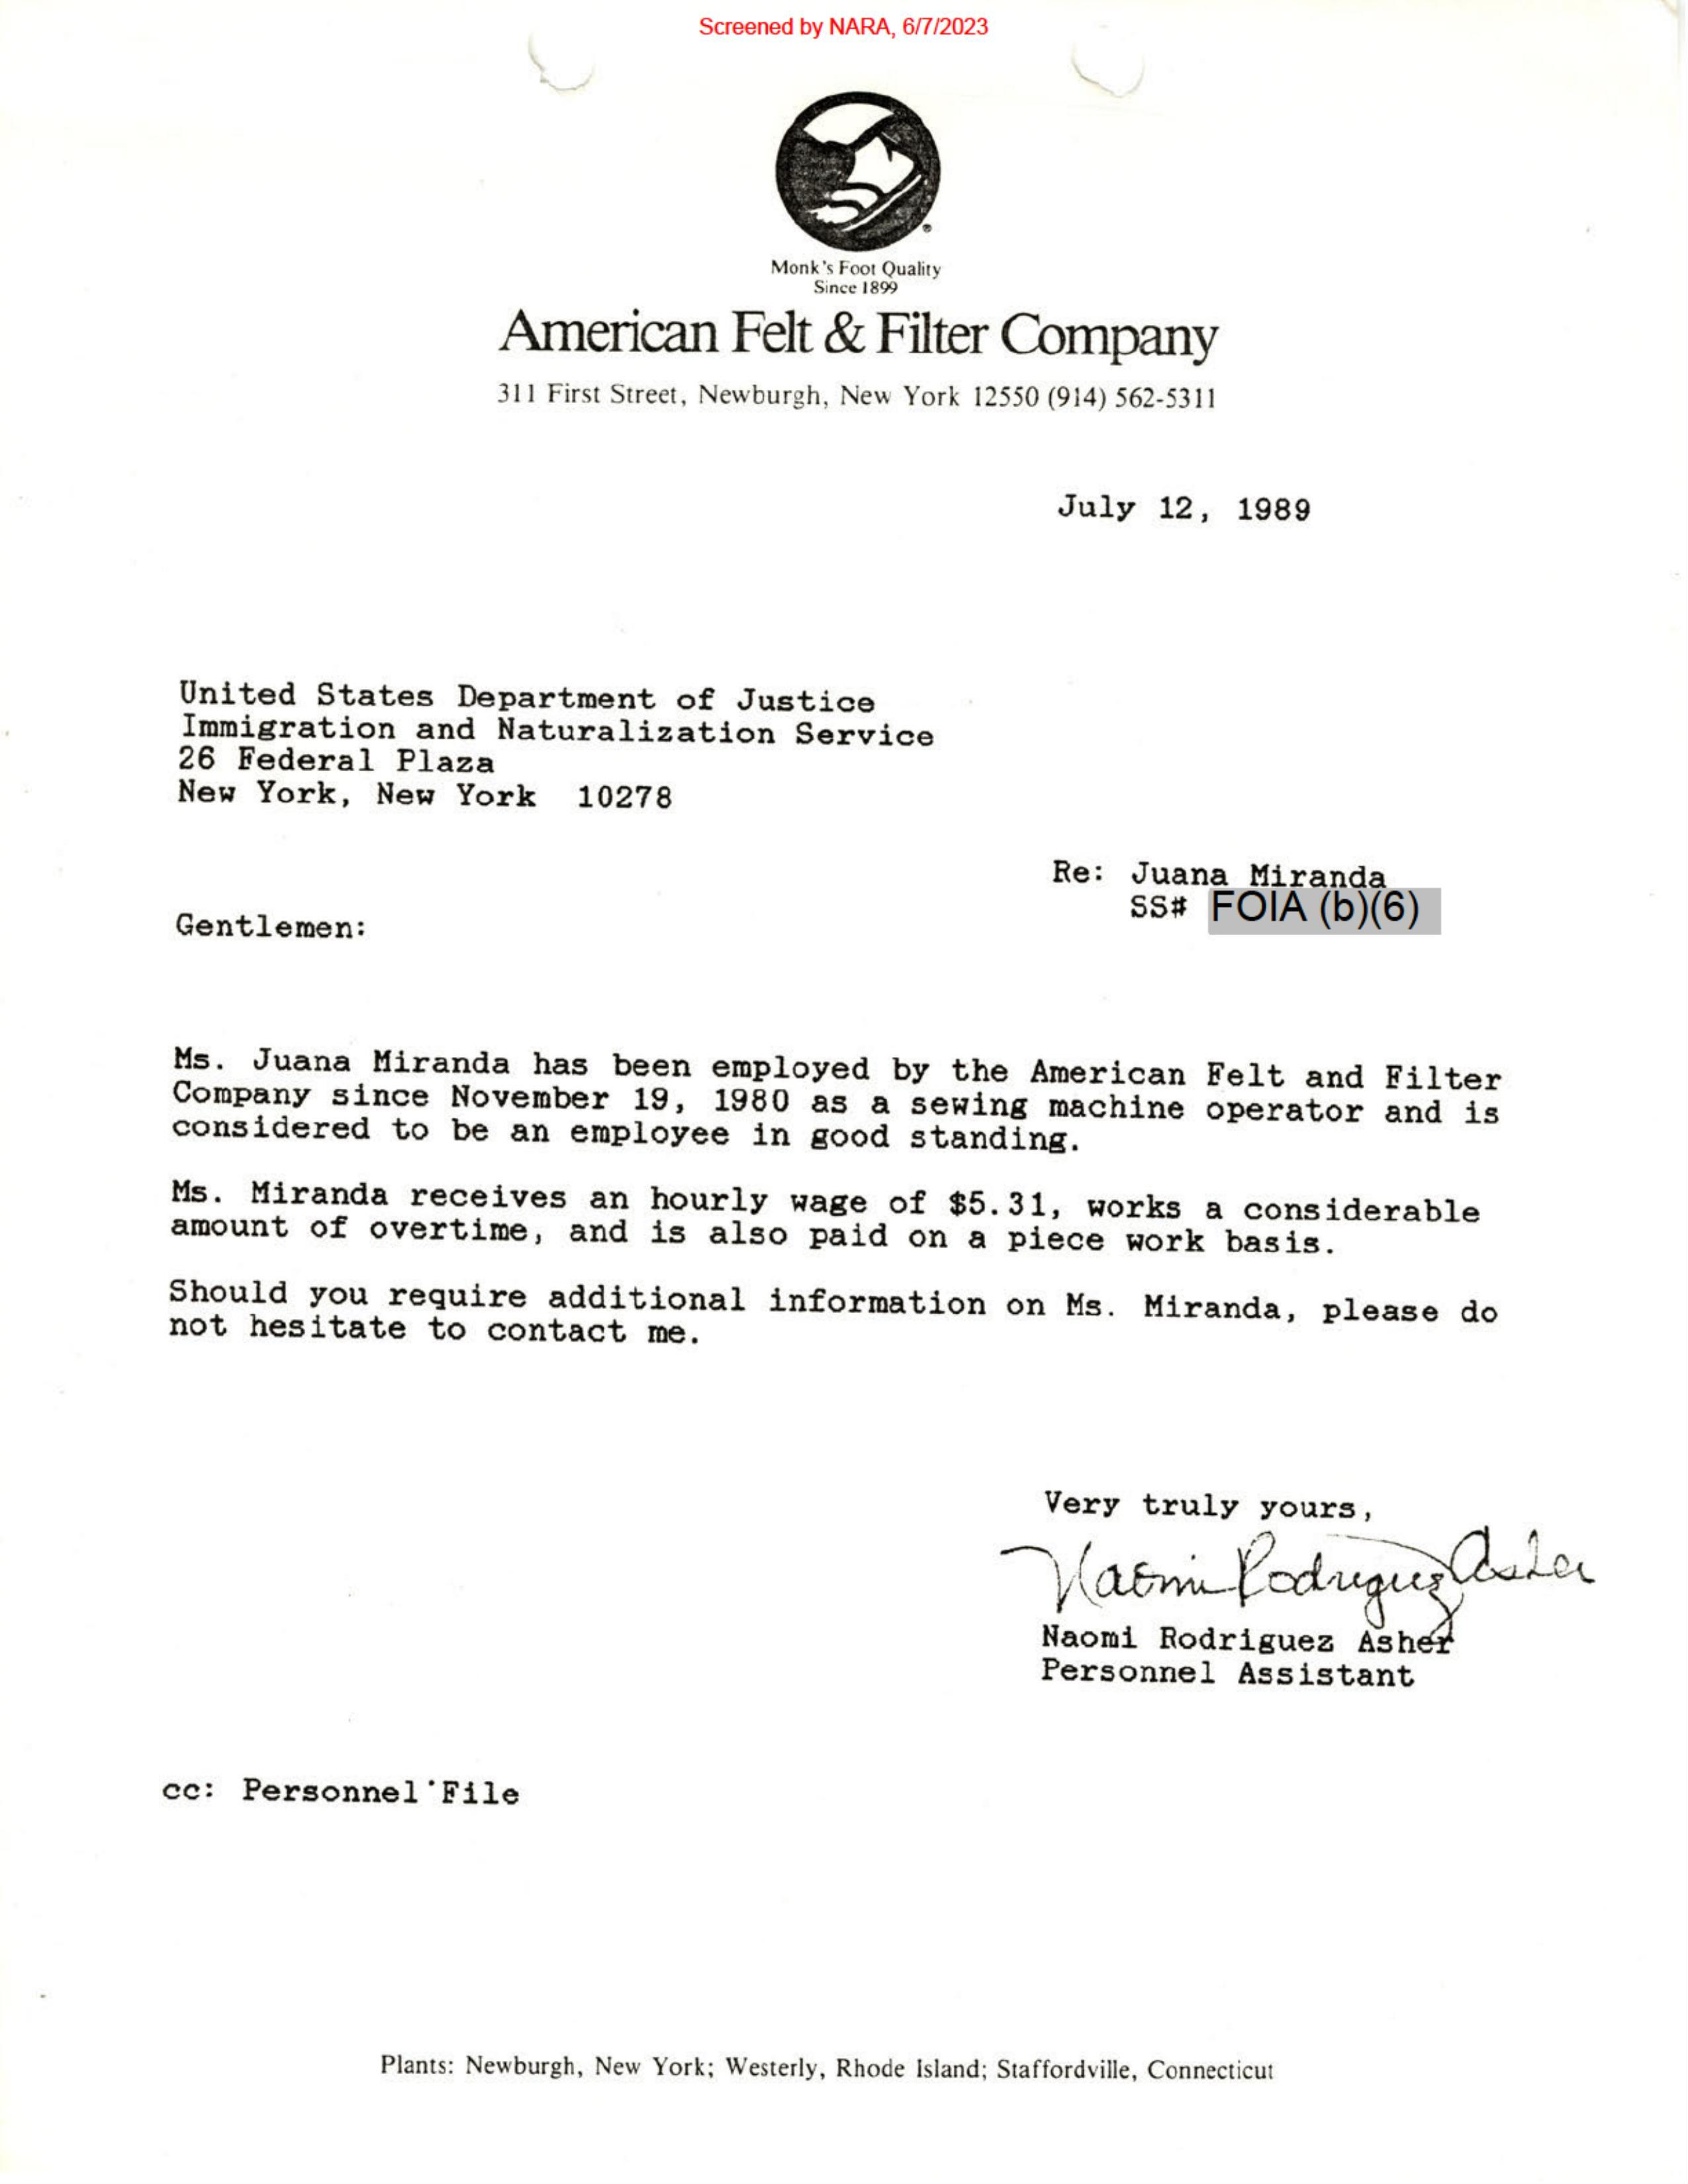 Screened by NARA, 6/7/2023
Monk's Foot Quality
Since 1899
American Felt & Filter Company
311 First Street, Newburgh, New York 12550 (914) 562-5311
July 12, 1989
United States Department of Justice
Immigration and Naturalization Service
26 Federal Plaza
New York, New York 10278
Re: Juana Miranda
SS# FOIA (b)(6)
Gentlemen:
Ms. Juana Miranda has been employed by the American Felt and Filter
Company since November 19, 1980 as a sewing machine operator and is
considered to be an employee in good standing.
Ms. Miranda receives an hourly wage of $5.31, works a considerable
amount of overtime, and is also paid on a piece work basis.
Should you require additional information on Ms. Miranda, please do
not hesitate to contact me.
Very truly yours,
Naomi Rodriguez Asher
Naomi Rodriguez Asher
Personnel Assistant
cc: Personnel File
Plants: Newburgh, New York; Westerly, Rhode Island; Staffordville, Connecticut